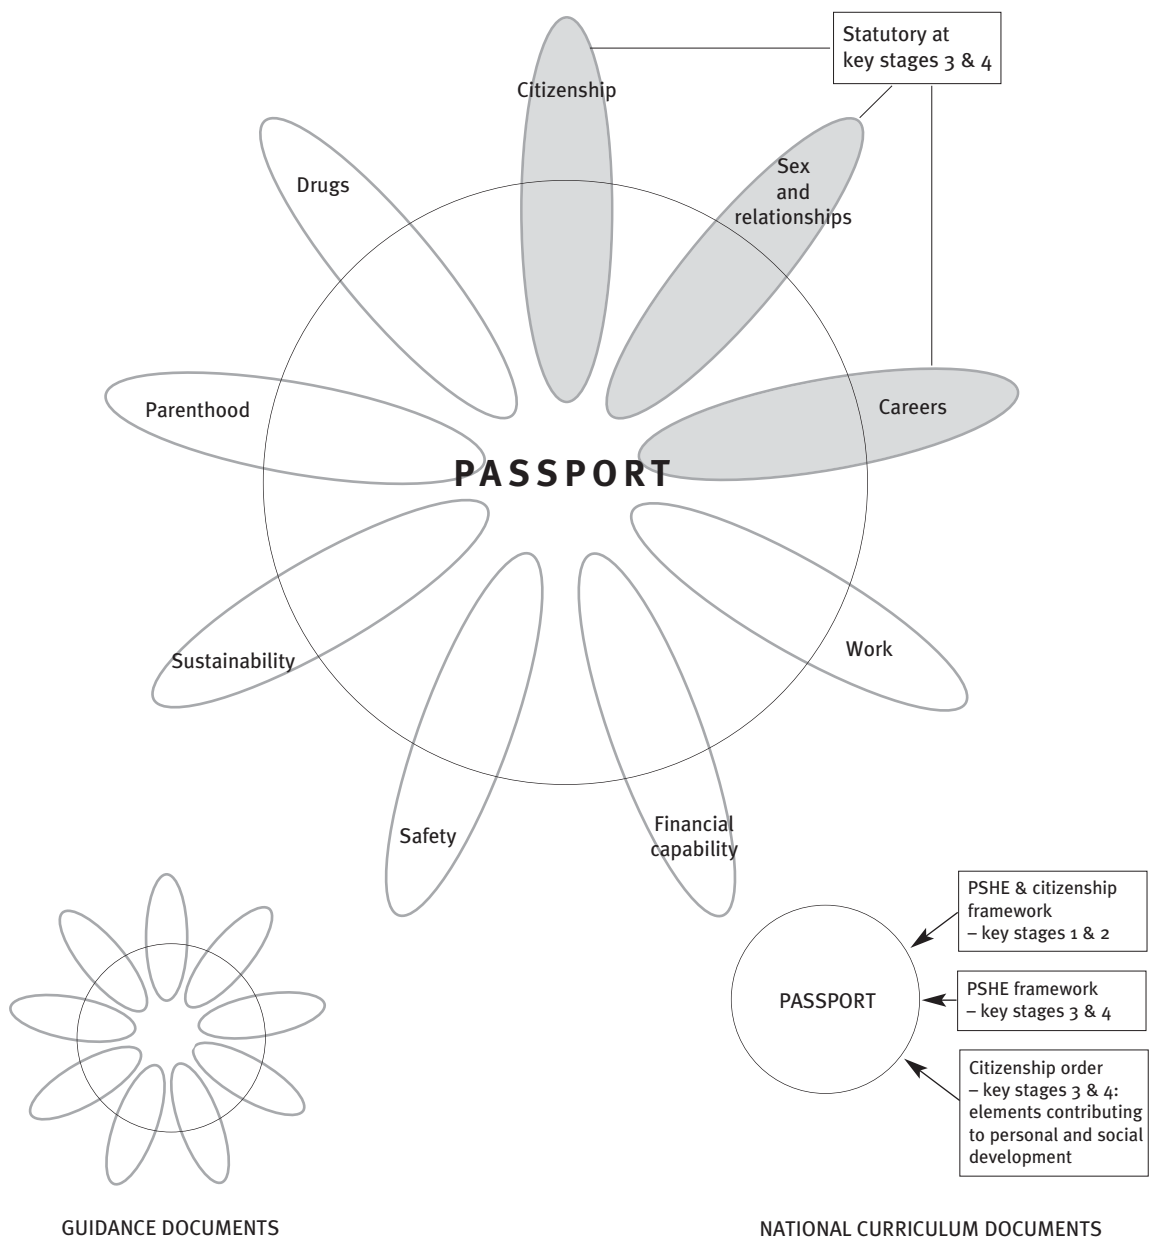 Statutory at
key stages 3 & 4
Citizenship
Sex
and
relationships
Drugs
Careers
Parenthood
PASSPORT
Work
Sustainability
Financial
capability
Safety
PSHE & citizenship
framework
– key stages 1 & 2
PASSPORT
PSHE framework
– key stages 3 & 4
Citizenship order
– key stages 3 & 4:
elements contributing
to personal and social
development
GUIDANCE DOCUMENTS
NATIONAL CURRICULUM DOCUMENTS